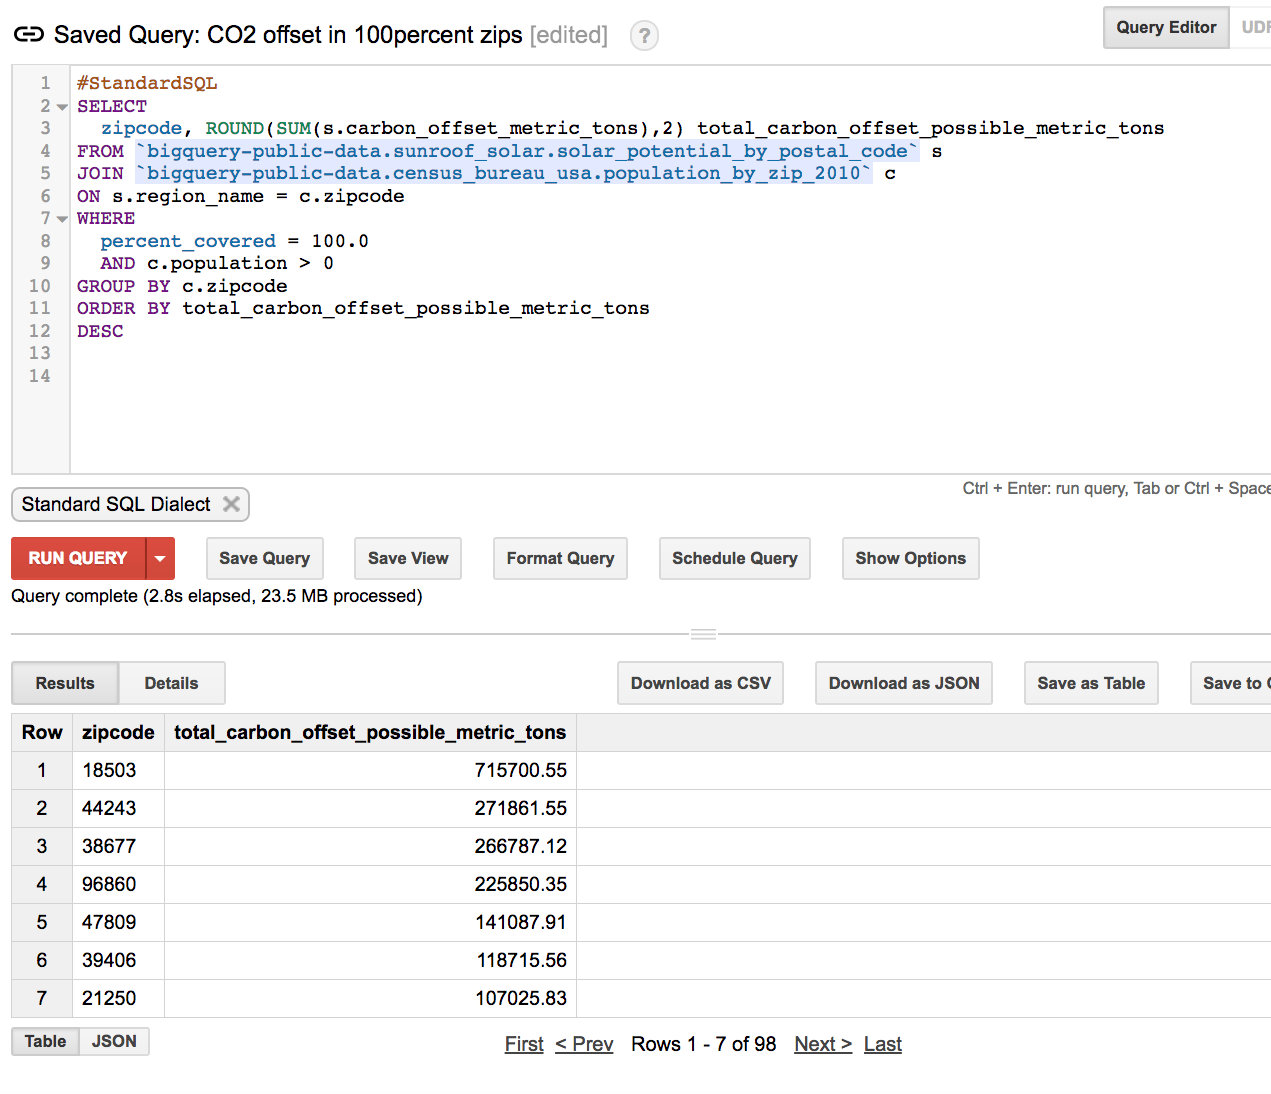 Saved Query: CO2 offset in 100percent zips [edited] ?
Query Editor
1 #StandardSQL
2 SELECT
3 zipcode, ROUND(SUM(s.carbon_offset_metric_tons),2) total_carbon_offset_possible_metric_tons
4 FROM `bigquery-public-data.sunroof_solar.solar_potential_by_postal_code` s
5 JOIN `bigquery-public-data.census_bureau_usa.population_by_zip_2010` c
6 ON s.region_name = c.zipcode
7 WHERE
8 percent_covered = 100.0
9 AND c.population > 0
10 GROUP BY c.zipcode
11 ORDER BY total_carbon_offset_possible_metric_tons
12 DESC
13
14
Ctrl + Enter: run query, Tab or Ctrl + Space
Standard SQL Dialect
RUN QUERY Save Query Save View Format Query Schedule Query Show Options
Query complete (2.8s elapsed, 23.5 MB processed)
Results Details Download as CSV Download as JSON Save as Table Save to
Row zipcode total_carbon_offset_possible_metric_tons
1 18503 715700.55
2 44243 271861.55
3 38677 266787.12
4 96860 225850.35
5 47809 141087.91
6 39406 118715.56
7 21250 107025.83
Table JSON First < Prev Rows 1 - 7 of 98 Next > Last